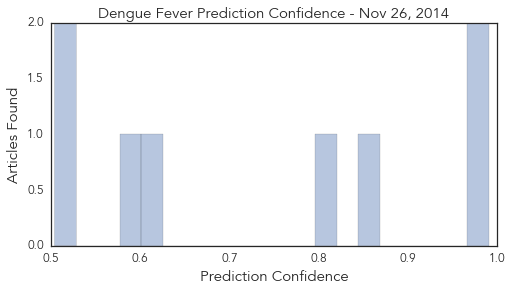 Dengue Fever Prediction Confidence - Nov 26, 2014
2.0
1.5
1.0
0.5
0.0
Articles Found
0.5 0.6 0.7 0.8 0.9 1.0
Prediction Confidence